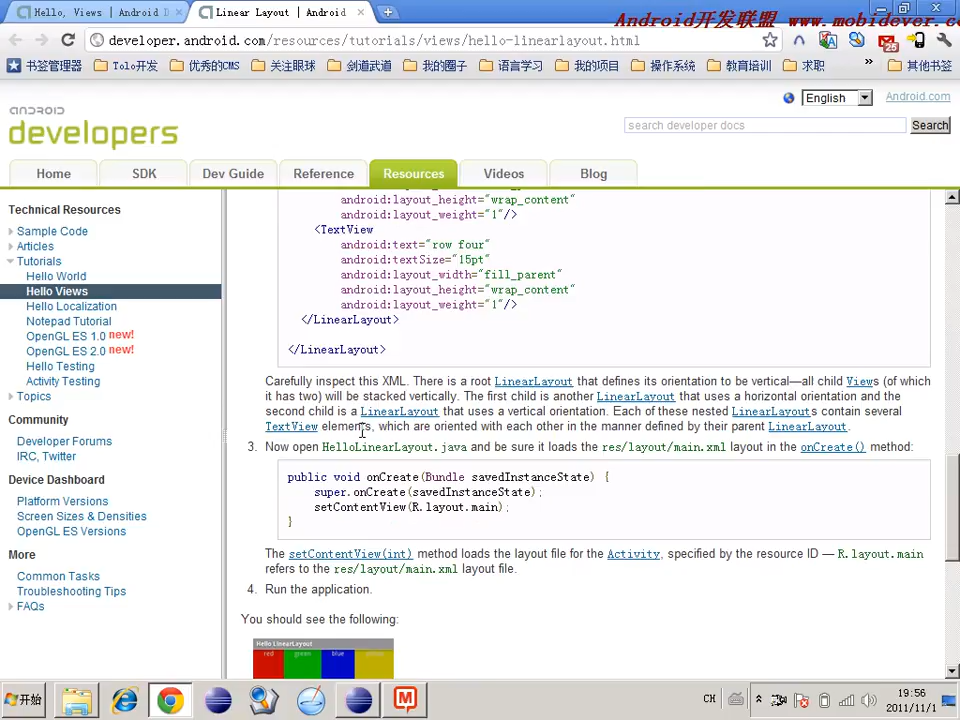 Hello, Views | Android D
Linear Layout | Android
Android开发联盟 www.mobidever.co
developer.android.com/resources/tutorials/views/hello-linearlayout.html
25
书签管理器
Tolo开发
优秀的CMS
关注眼球
剑道武道
我的圈子
语言学习
我的项目
操作系统
教育培训
求职
»
其他书签
English
Android.com
android
developers
search developer docs
Search
Home
SDK
Dev Guide
Reference
Resources
Videos
Blog
Technical Resources
Sample Code
Articles
Tutorials
Hello World
Hello Views
Hello Localization
Notepad Tutorial
OpenGL ES 1.0 new!
OpenGL ES 2.0 new!
Hello Testing
Activity Testing
Topics
Community
Developer Forums
IRC, Twitter
Device Dashboard
Platform Versions
Screen Sizes & Densities
OpenGL ES Versions
More
Common Tasks
Troubleshooting Tips
FAQs
android:layout_height="wrap_content"
android:layout_weight="1"/>
<TextView
android:text="row four"
android:textSize="15pt"
android:layout_width="fill_parent"
android:layout_height="wrap_content"
android:layout_weight="1"/>
</LinearLayout>
</LinearLayout>
Carefully inspect this XML. There is a root LinearLayout that defines its orientation to be vertical—all child Views (of which
it has two) will be stacked vertically. The first child is another LinearLayout that uses a horizontal orientation and the
second child is a LinearLayout that uses a vertical orientation. Each of these nested LinearLayouts contain several
TextView elements, which are oriented with each other in the manner defined by their parent LinearLayout.
3. Now open HelloLinearLayout.java and be sure it loads the res/layout/main.xml layout in the onCreate() method:
public void onCreate(Bundle savedInstanceState) {
super.onCreate(savedInstanceState);
setContentView(R.layout.main);
}
The setContentView(int) method loads the layout file for the Activity, specified by the resource ID — R.layout.main
refers to the res/layout/main.xml layout file.
4. Run the application.
You should see the following:
Hello LinearLayout
red
green
blue
开始
CH
19:56
2011/11/1